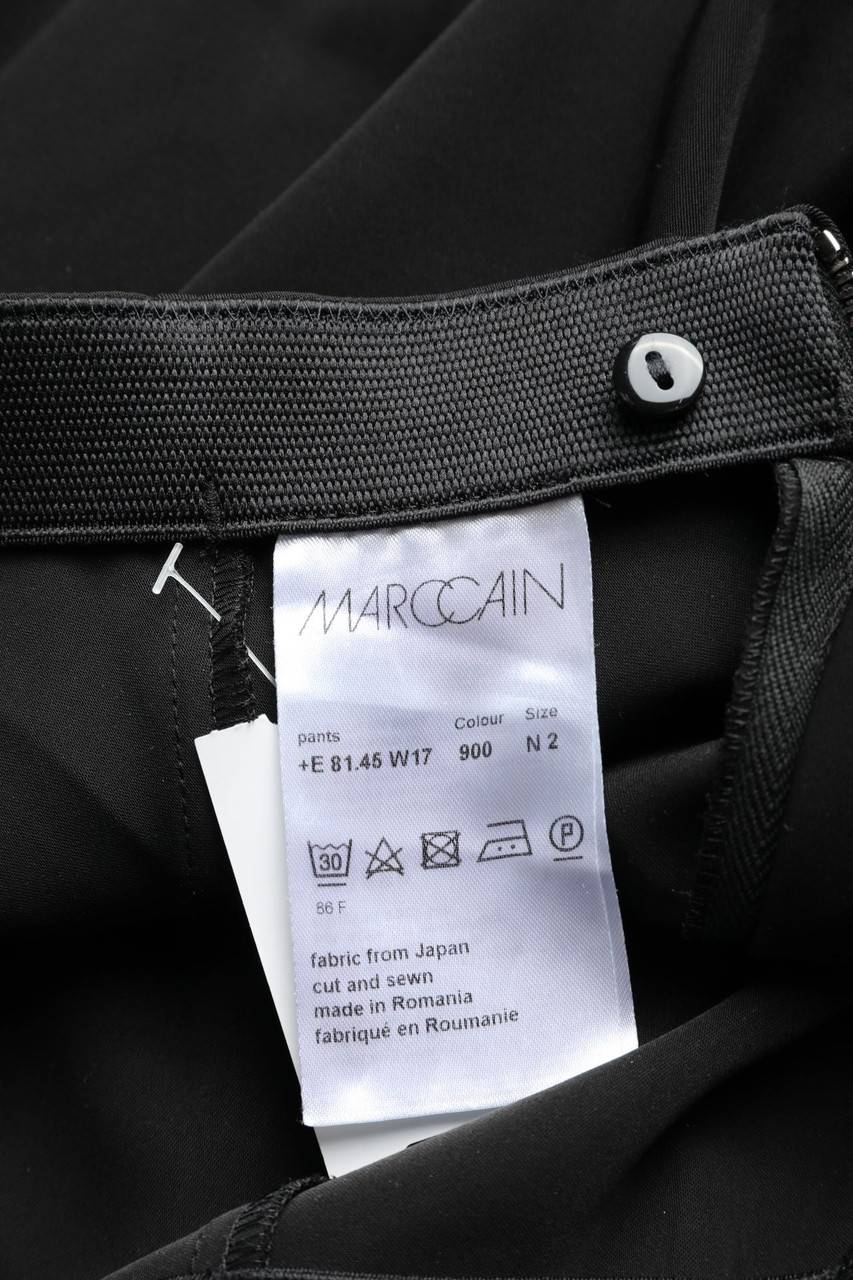 MARCCAIN
pants Colour Size
+E 81.45 W17 900 N 2
30 P
86 F
fabric from Japan
cut and sewn
made in Romania
fabriqué en Roumanie